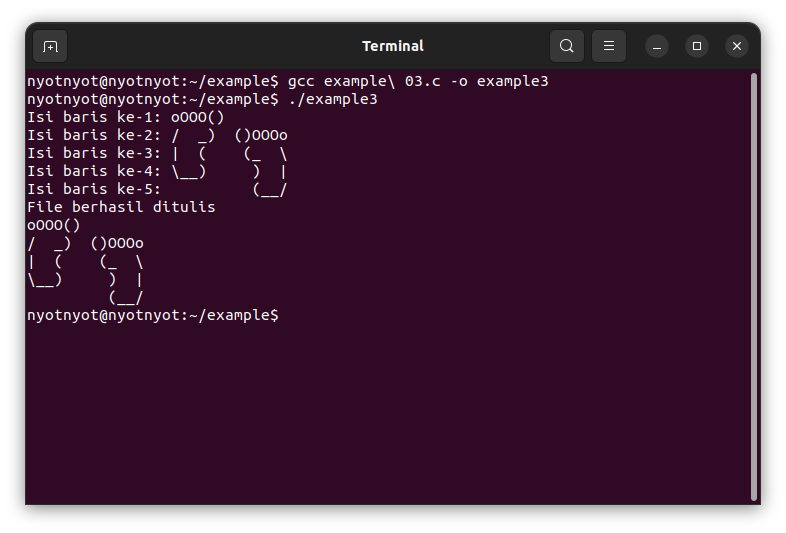 Terminal
nyotnyot@nyotnyot:~/example$ gcc example\ 03.c -o example3
nyotnyot@nyotnyot:~/example$ ./example3
Isi baris ke-1: oOOO()
Isi baris ke-2: /  _)  ()OOOo
Isi baris ke-3: |  (    (_  \
Isi baris ke-4: \__)     )  |
Isi baris ke-5:          (__/
File berhasil ditulis
oOOO()
/  _)  ()OOOo
|  (    (_  \
\__)     )  |
         (__/
nyotnyot@nyotnyot:~/example$